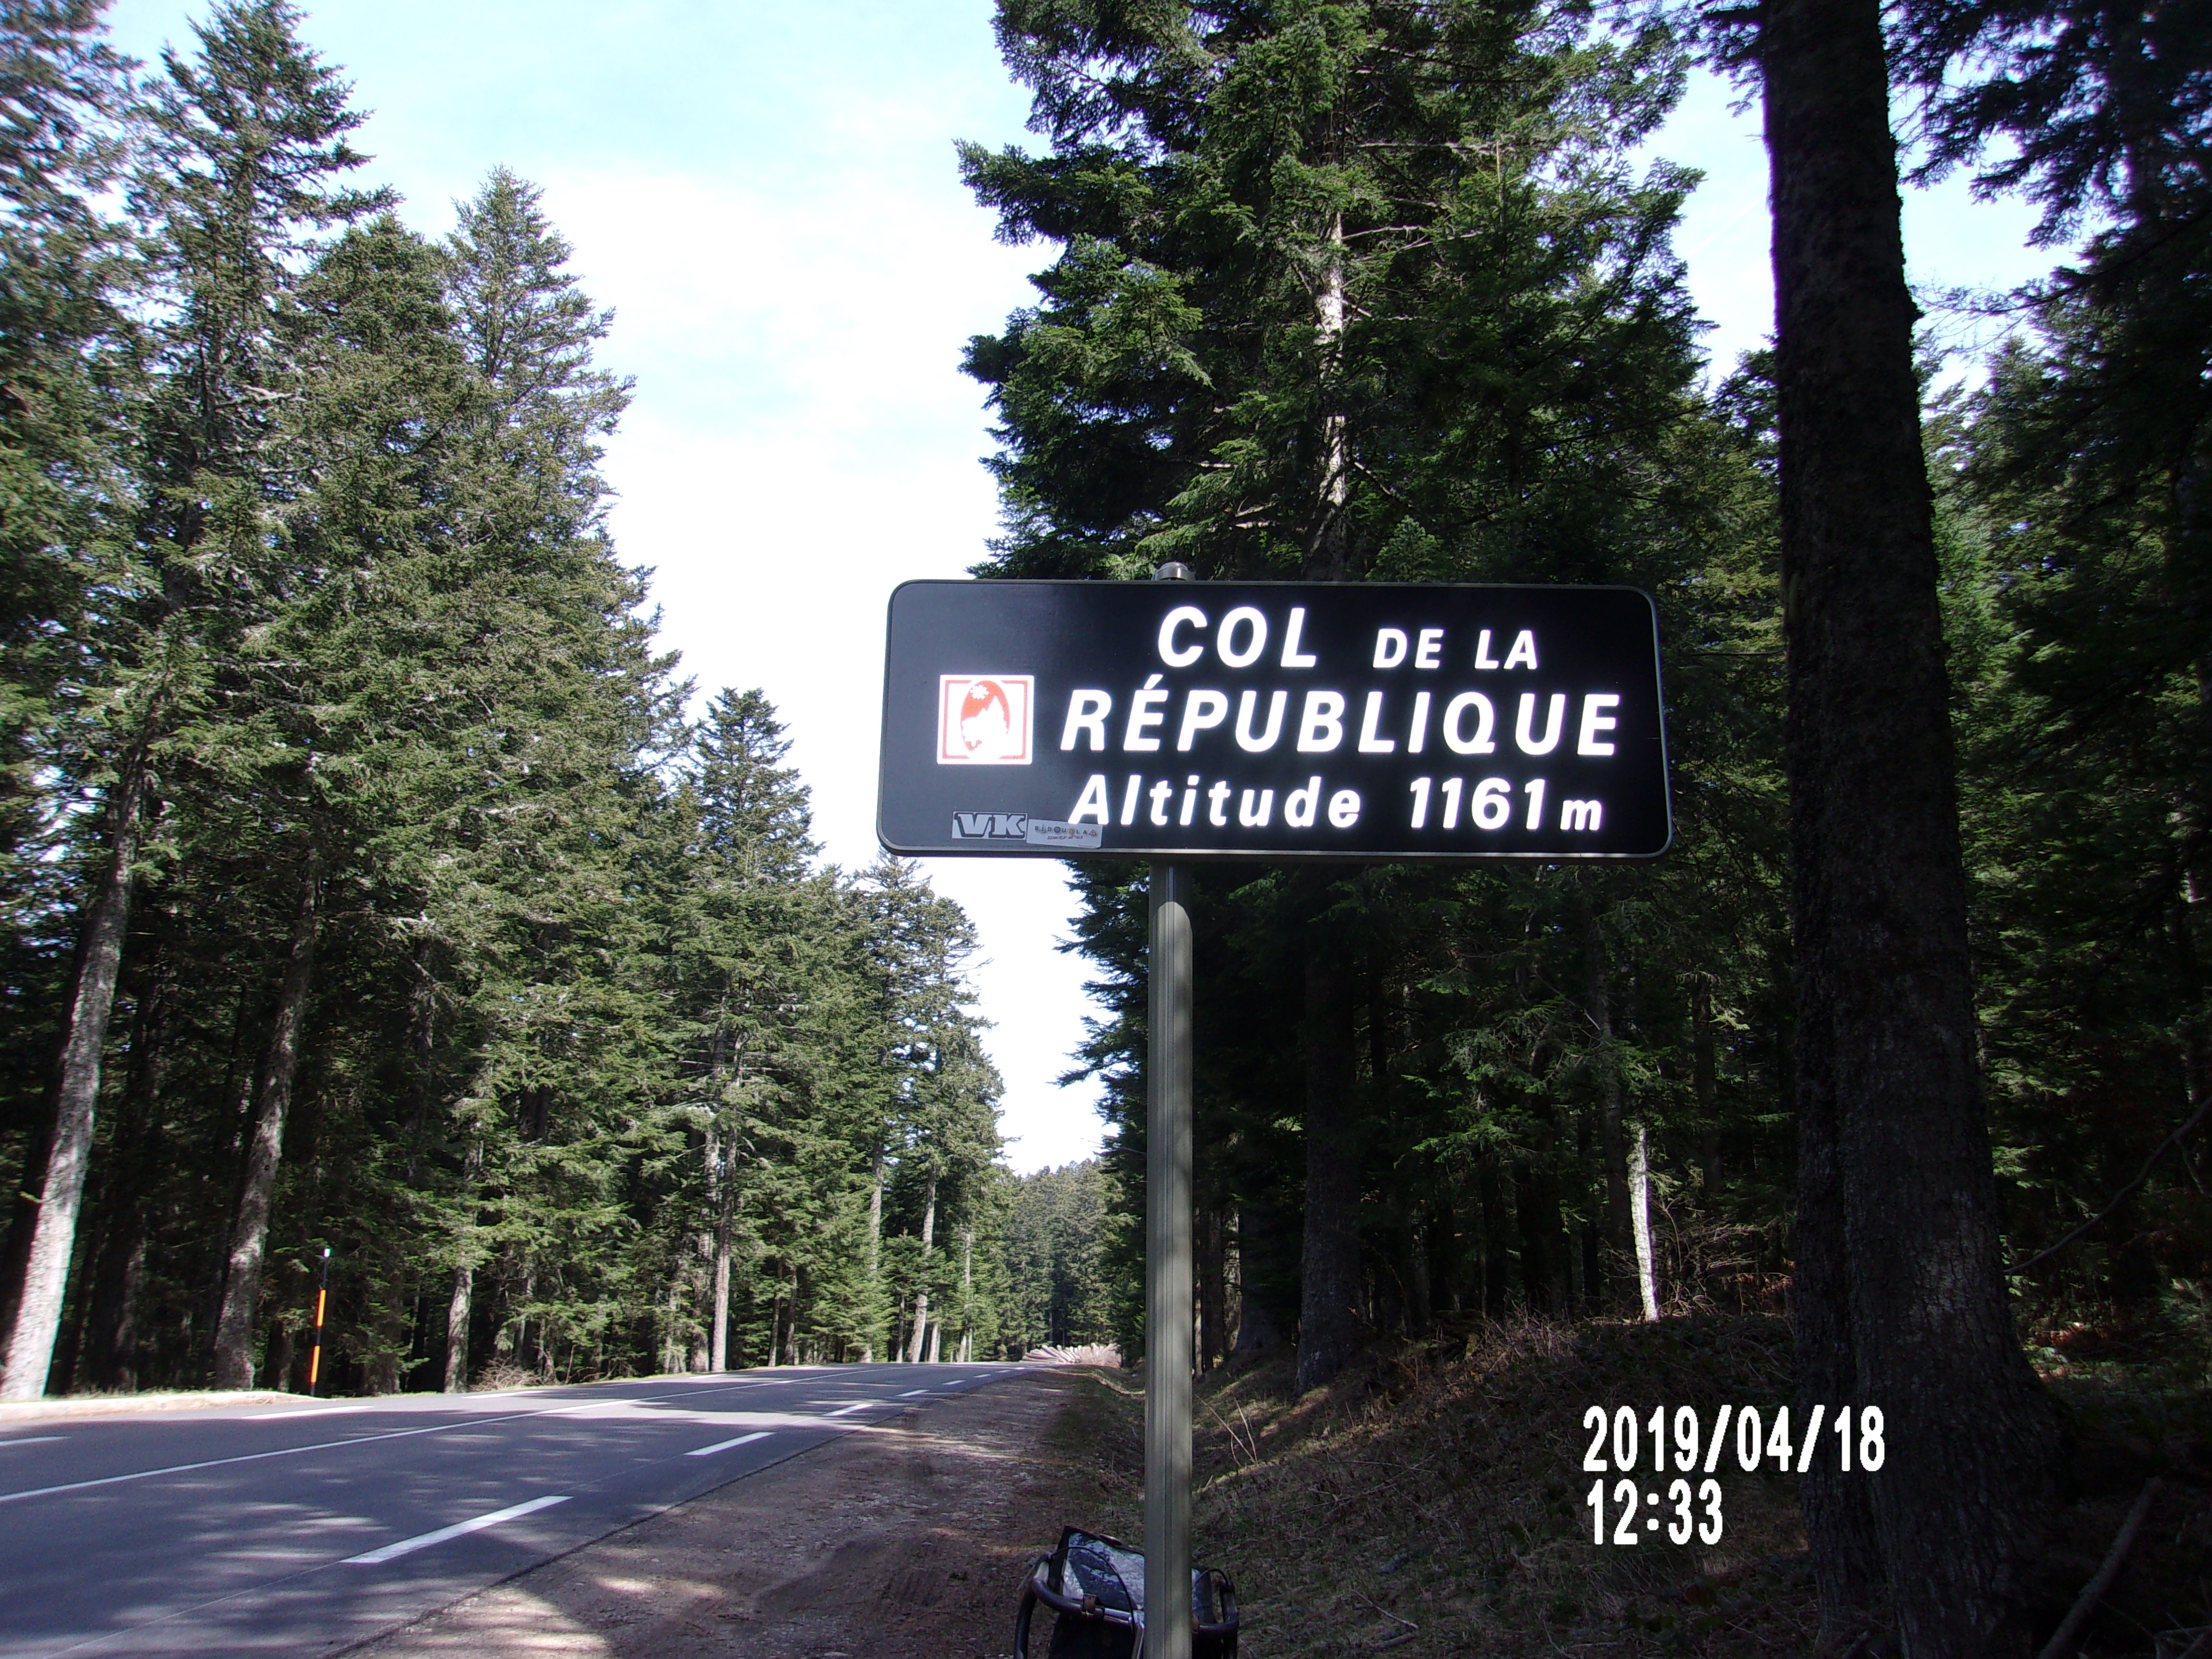 COL DE LA
RÉPUBLIQUE
Altitude 1161m
VK
2019/04/18
12:33